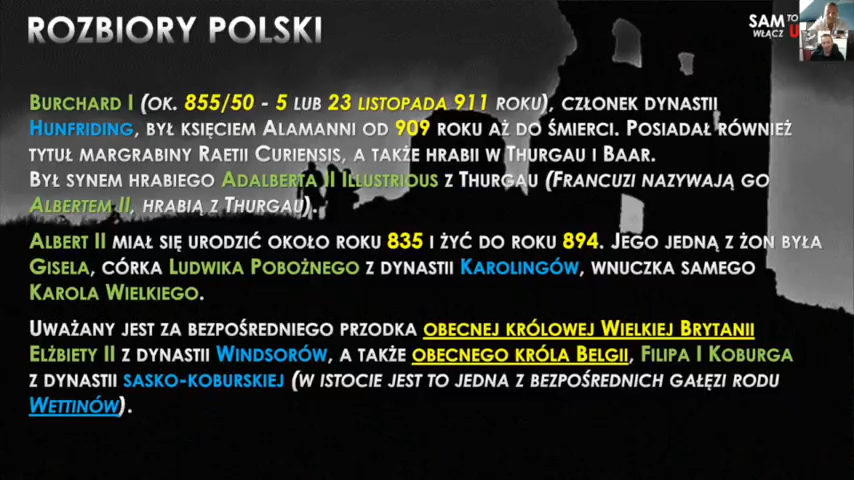 ROZBIORY POLSKI
SAM TO
WŁĄCZ U
BURCHARD I (OK. 855/50 - 5 LUB 23 LISTOPADA 911 ROKU), CZŁONEK DYNASTII
HUNFRIDING, BYŁ KSIĘCIEM ALAMANNI OD 909 ROKU AŻ DO ŚMIERCI. POSIADAŁ RÓWNIEŻ
TYTUŁ MARGRABINY RAETII CURIENSIS, A TAKŻE HRABII W THURGAU I BAAR.
BYŁ SYNEM HRABIEGO ADALBERTA II ILLUSTRIOUS Z THURGAU (FRANCUZI NAZYWAJĄ GO
ALBERTEM II, HRABIĄ Z THURGAU).
ALBERT II MIAŁ SIĘ URODZIĆ OKOŁO ROKU 835 I ŻYĆ DO ROKU 894. JEGO JEDNĄ Z ŻON BYŁA
GISELA, CÓRKA LUDWIKA POBOŻNEGO Z DYNASTII KAROLINGÓW, WNUCZKA SAMEGO
KAROLA WIELKIEGO.
UWAŻANY JEST ZA BEZPOŚREDNIEGO PRZODKA OBECNEJ KRÓLOWEJ WIELKIEJ BRYTANII
ELŻBIETY II Z DYNASTII WINDSORÓW, A TAKŻE OBECNEGO KRÓLA BELGII, FILIPA I KOBURGA
Z DYNASTII SASKO-KOBURSKIEJ (W ISTOCIE JEST TO JEDNA Z BEZPOŚREDNICH GAŁĘZI RODU
WETTINÓW).